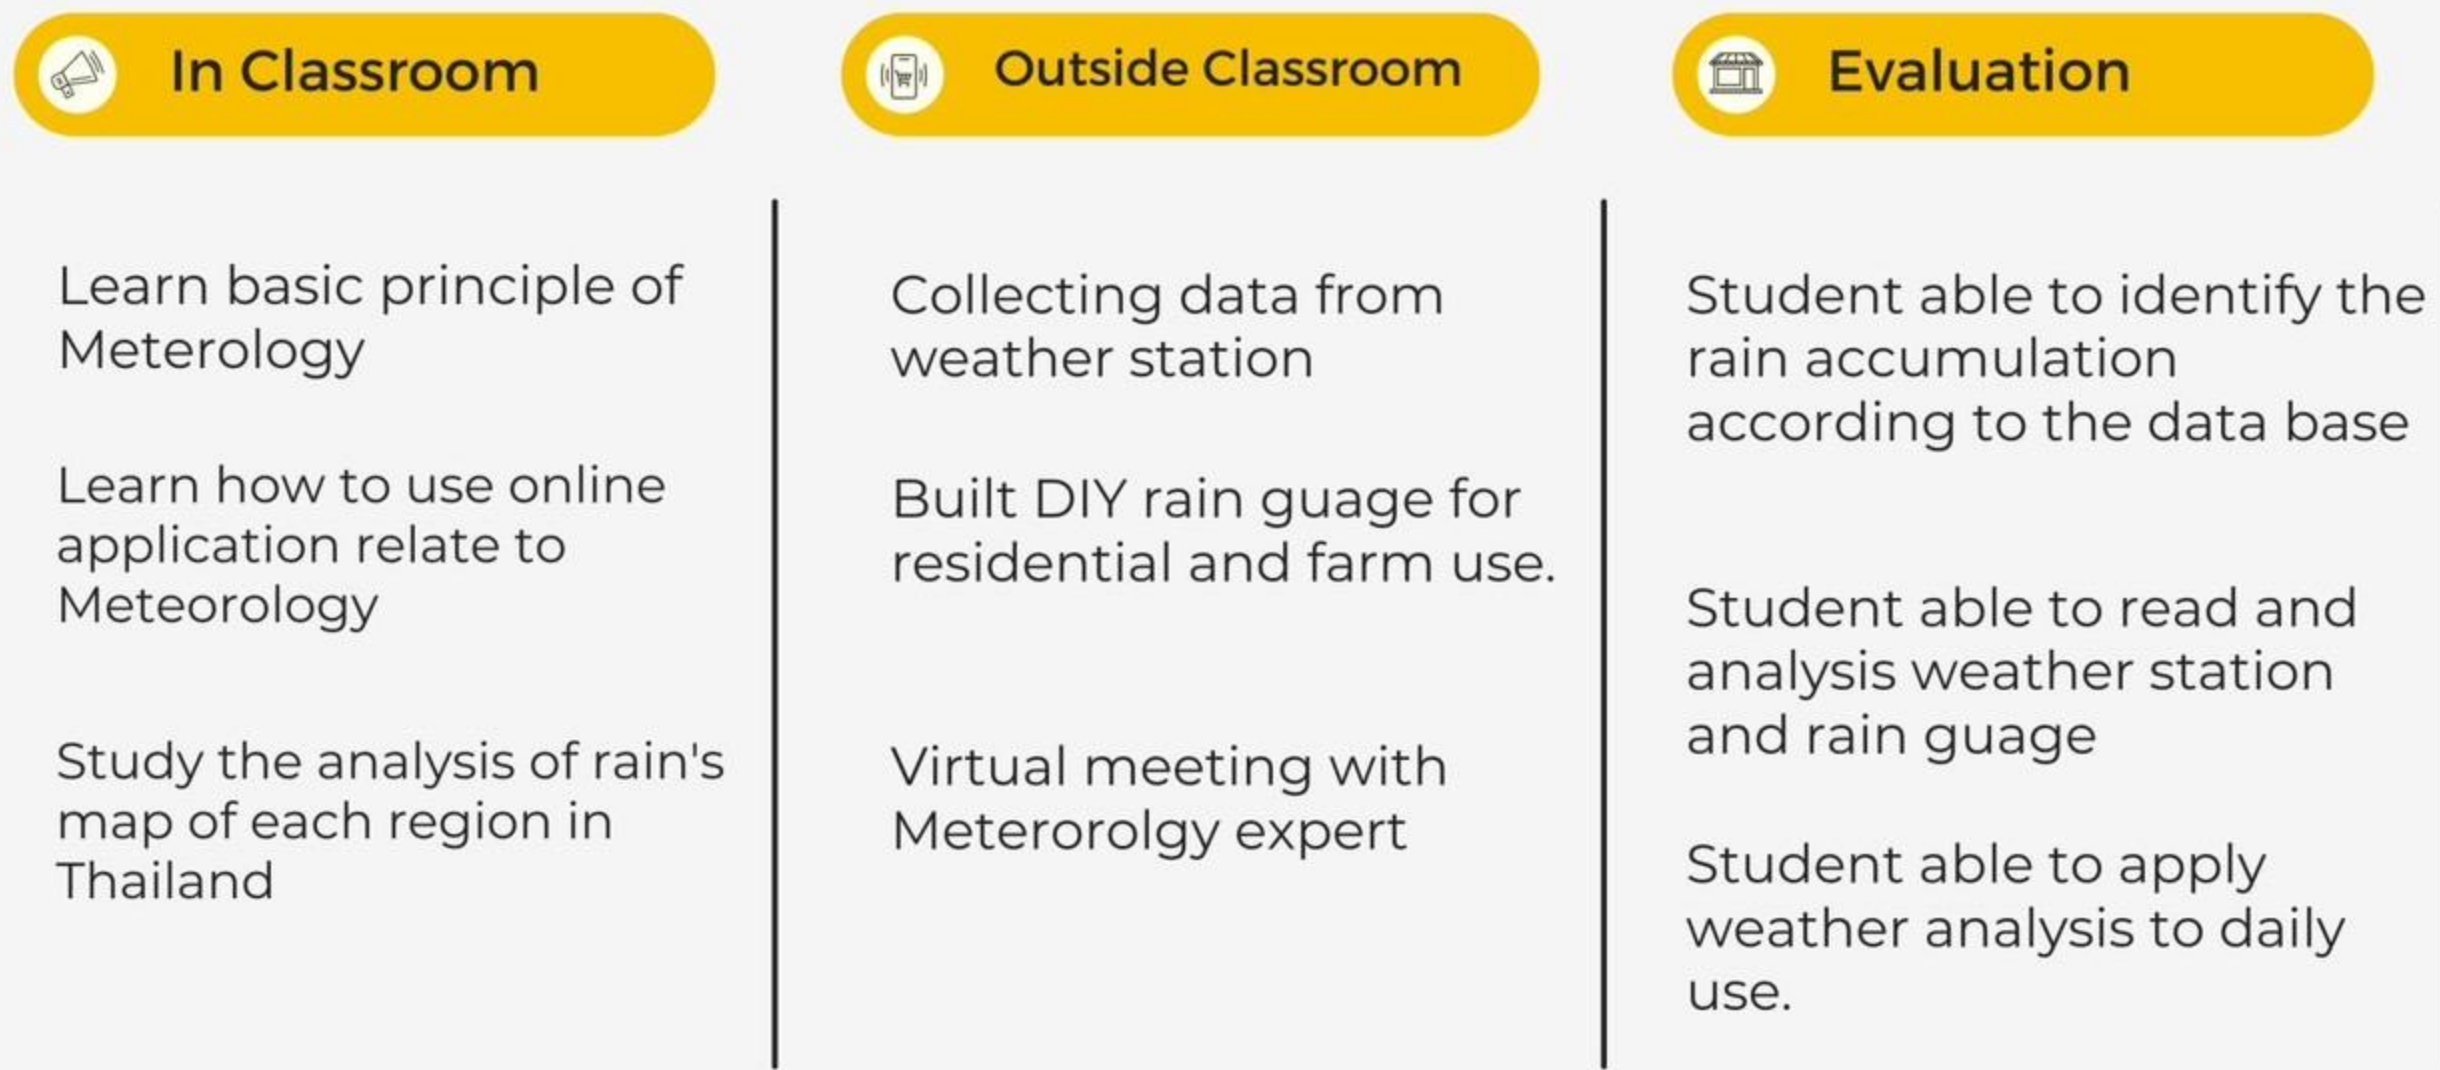 In Classroom
Learn basic principle of
Meterology
Learn how to use online
application relate to
Meteorology
Study the analysis of rain's
map of each region in
Thailand
Outside Classroom
Collecting data from
weather station
Built DIY rain guage for
residential and farm use.
Virtual meeting with
Meterorolgy expert
Evaluation
Student able to identify the
rain accumulation
according to the data base
Student able to read and
analysis weather station
and rain guage
Student able to apply
weather analysis to daily
use.